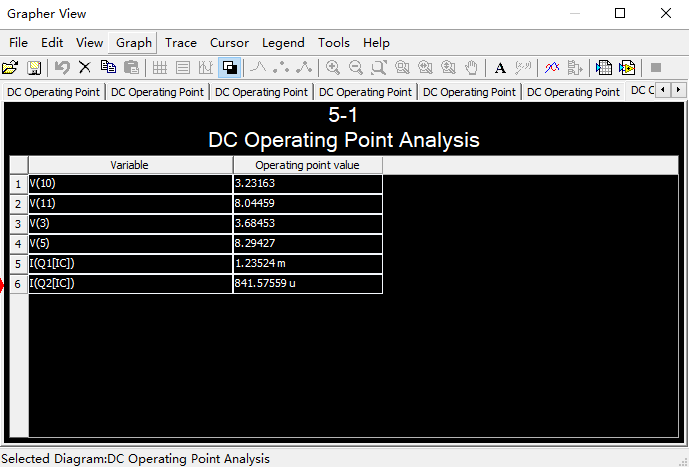 Grapher View
File Edit View Graph Trace Cursor Legend Tools Help
DC Operating Point DC Operating Point DC Operating Point DC Operating Point DC Operating Point DC Operating Point DC C
5-1
DC Operating Point Analysis
Variable Operating point value
1 V(10) 3.23163
2 V(11) 8.04459
3 V(3) 3.68453
4 V(5) 8.29427
5 I(Q1[IC]) 1.23524 m
6 I(Q2[IC]) 841.57559 u
Selected Diagram:DC Operating Point Analysis